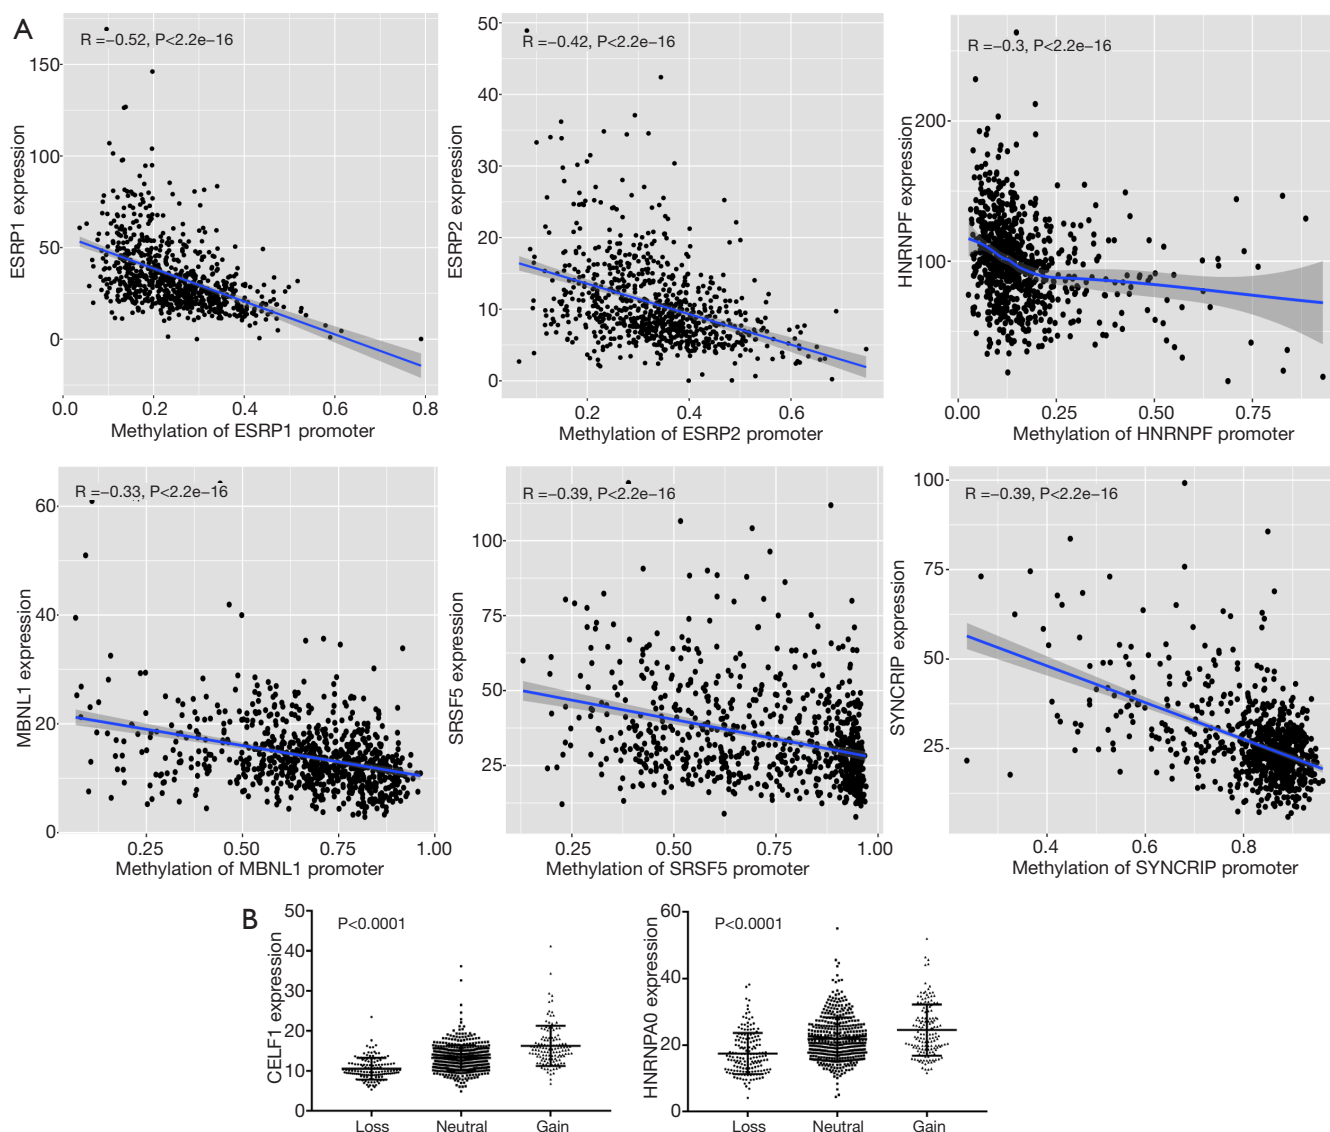 A
R =−0.52, P<2.2e−16
150
100
50
0
ESRP1 expression
0.0 0.2 0.4 0.6 0.8
Methylation of ESRP1 promoter
R =−0.42, P<2.2e−16
50
40
30
20
10
0
ESRP2 expression
0.2 0.4 0.6
Methylation of ESRP2 promoter
R =−0.3, P<2.2e−16
200
100
HNRNPF expression
0.00 0.25 0.50 0.75
Methylation of HNRNPF promoter
R =−0.33, P<2.2e−16
60
40
20
0
MBNL1 expression
0.25 0.50 0.75 1.00
Methylation of MBNL1 promoter
R =−0.39, P<2.2e−16
100
75
50
25
SRSF5 expression
0.25 0.50 0.75 1.00
Methylation of SRSF5 promoter
R =−0.39, P<2.2e−16
100
75
50
25
SYNCRIP expression
0.4 0.6 0.8
Methylation of SYNCRIP promoter
B
P<0.0001
50
40
30
20
10
0
CELF1 expression
Loss Neutral Gain
P<0.0001
60
40
20
0
HNRNPA0 expression
Loss Neutral Gain